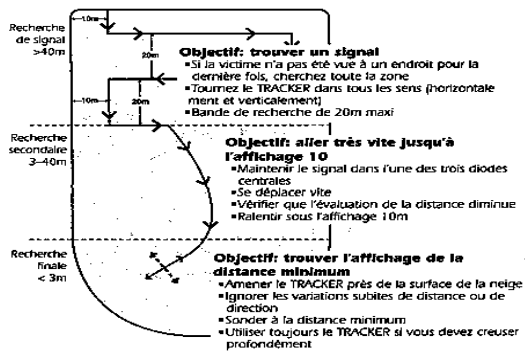 Recherche
de signal
>40m
10m
20m
Objectif: trouver un signal
▪Si la victime n'a pas été vue à un endroit pour la
dernière fois, cherchez toute la zone
▪Tournez le TRACKER dans tous les sens (horizontale
ment et verticalement)
▪Bande de recherche de 20m maxi
10m
20m
Recherche
secondaire
3-40m
Objectif: aller très vite jusqu'à
l'affichage 10
▪Maintenir le signal dans l'une des trois diodes
centrales
▪Se déplacer vite
▪Vérifier que l'évaluation de la distance diminue
▪Ralentir sous l'affichage 10m
Recherche
finale
< 3m
Objectif: trouver l'affichage de la
distance minimum
▪Amener le TRACKER près de la surface de la neige
▪Ignorer les variations subites de distance ou de
direction
▪Sonder à la distance minimum
▪Utiliser toujours le TRACKER si vous devez creuser
profondément